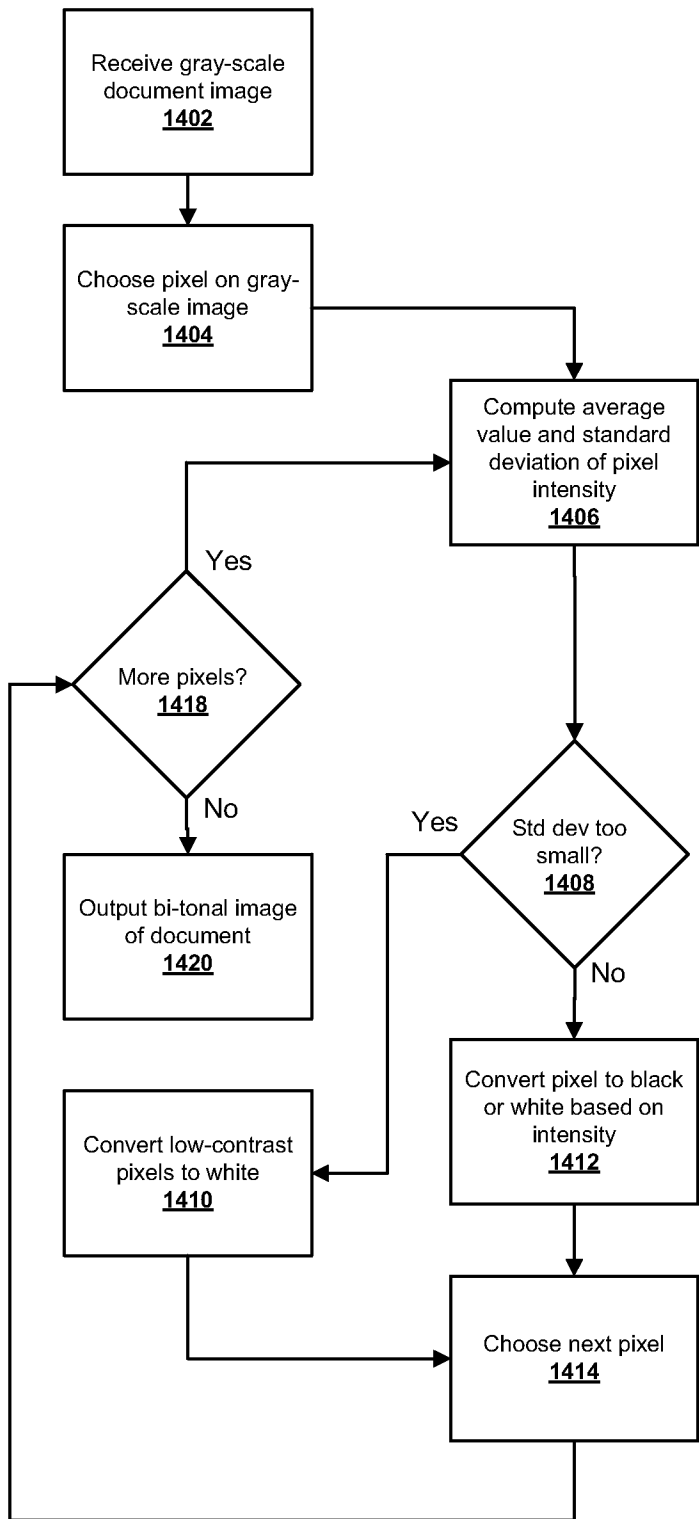 Receive gray-scale
document image
1402
Choose pixel on gray-
scale image
1404
Compute average
value and standard
deviation of pixel
intensity
1406
Yes
More pixels?
1418
No
Yes
Std dev too
small?
1408
No
Output bi-tonal image
of document
1420
Convert pixel to black
or white based on
intensity
1412
Convert low-contrast
pixels to white
1410
Choose next pixel
1414